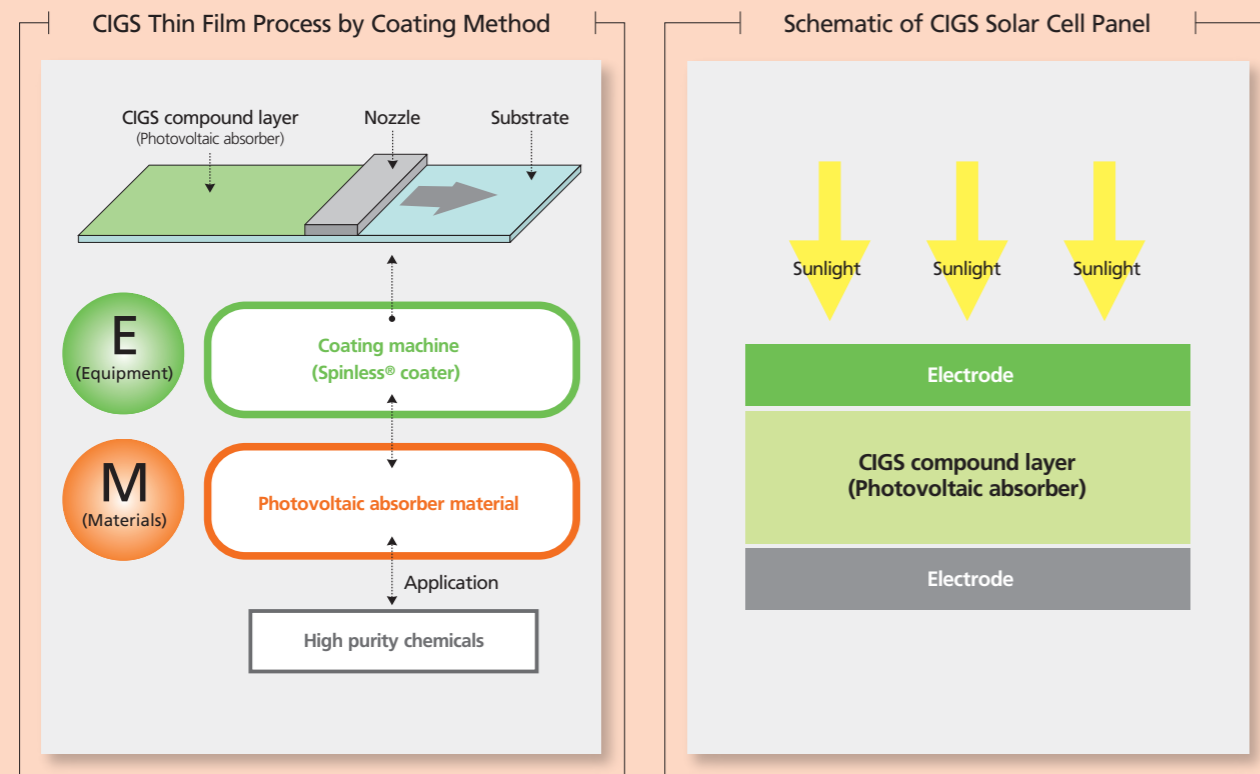 CIGS Thin Film Process by Coating Method
CIGS compound layer
(Photovoltaic absorber)
Nozzle
Substrate
E
(Equipment)
Coating machine
(Spinless® coater)
M
(Materials)
Photovoltaic absorber material
Application
High purity chemicals
Schematic of CIGS Solar Cell Panel
Sunlight
Sunlight
Sunlight
Electrode
CIGS compound layer
(Photovoltaic absorber)
Electrode